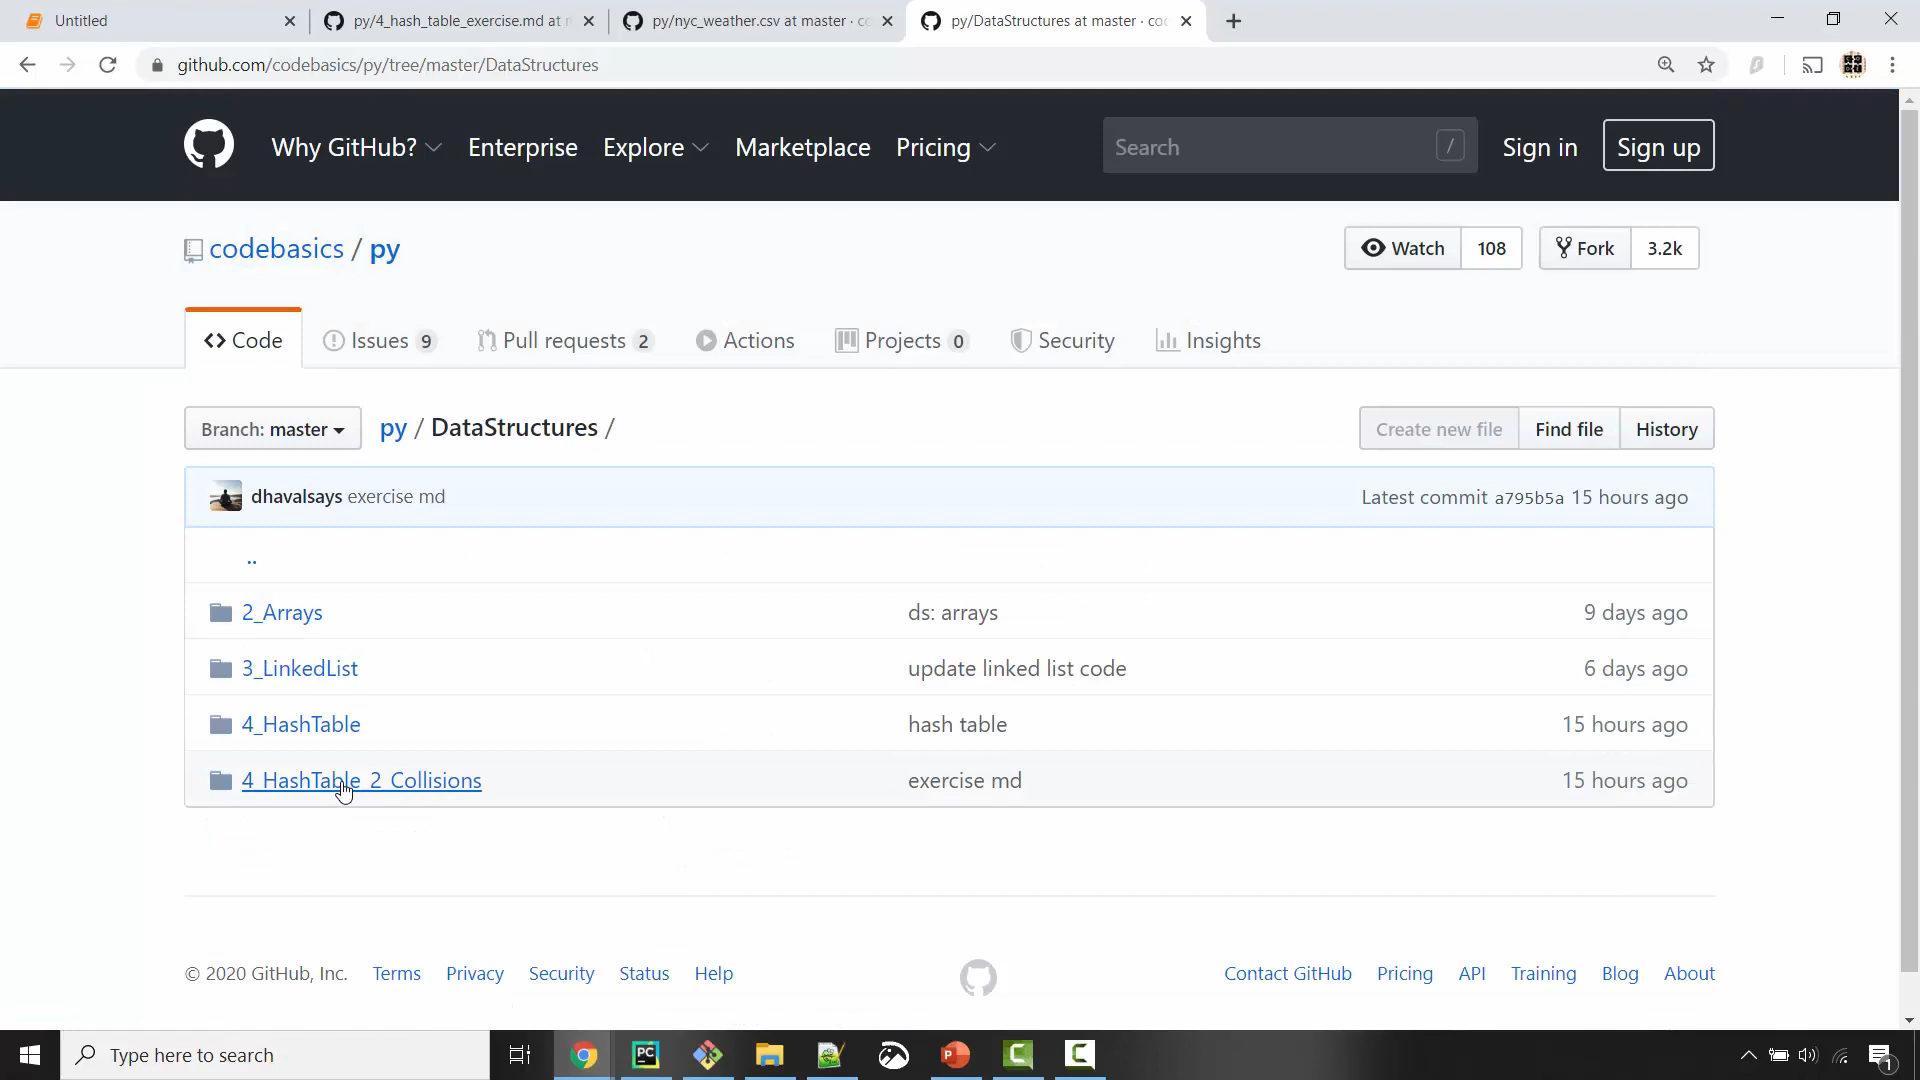 Untitled
py/4_hash_table_exercise.md at
py/nyc_weather.csv at master · co
py/DataStructures at master · co
github.com/codebasics/py/tree/master/DataStructures
Why GitHub? Enterprise Explore Marketplace Pricing Search / Sign in Sign up
codebasics / py
Watch 108 Fork 3.2k
Code Issues 9 Pull requests 2 Actions Projects 0 Security Insights
Branch: master py / DataStructures / Create new file Find file History
dhavalsays exercise md Latest commit a795b5a 15 hours ago
..
2_Arrays ds: arrays 9 days ago
3_LinkedList update linked list code 6 days ago
4_HashTable hash table 15 hours ago
4_HashTable_2_Collisions exercise md 15 hours ago
© 2020 GitHub, Inc. Terms Privacy Security Status Help Contact GitHub Pricing API Training Blog About
Type here to search
PC
P
C
C
1